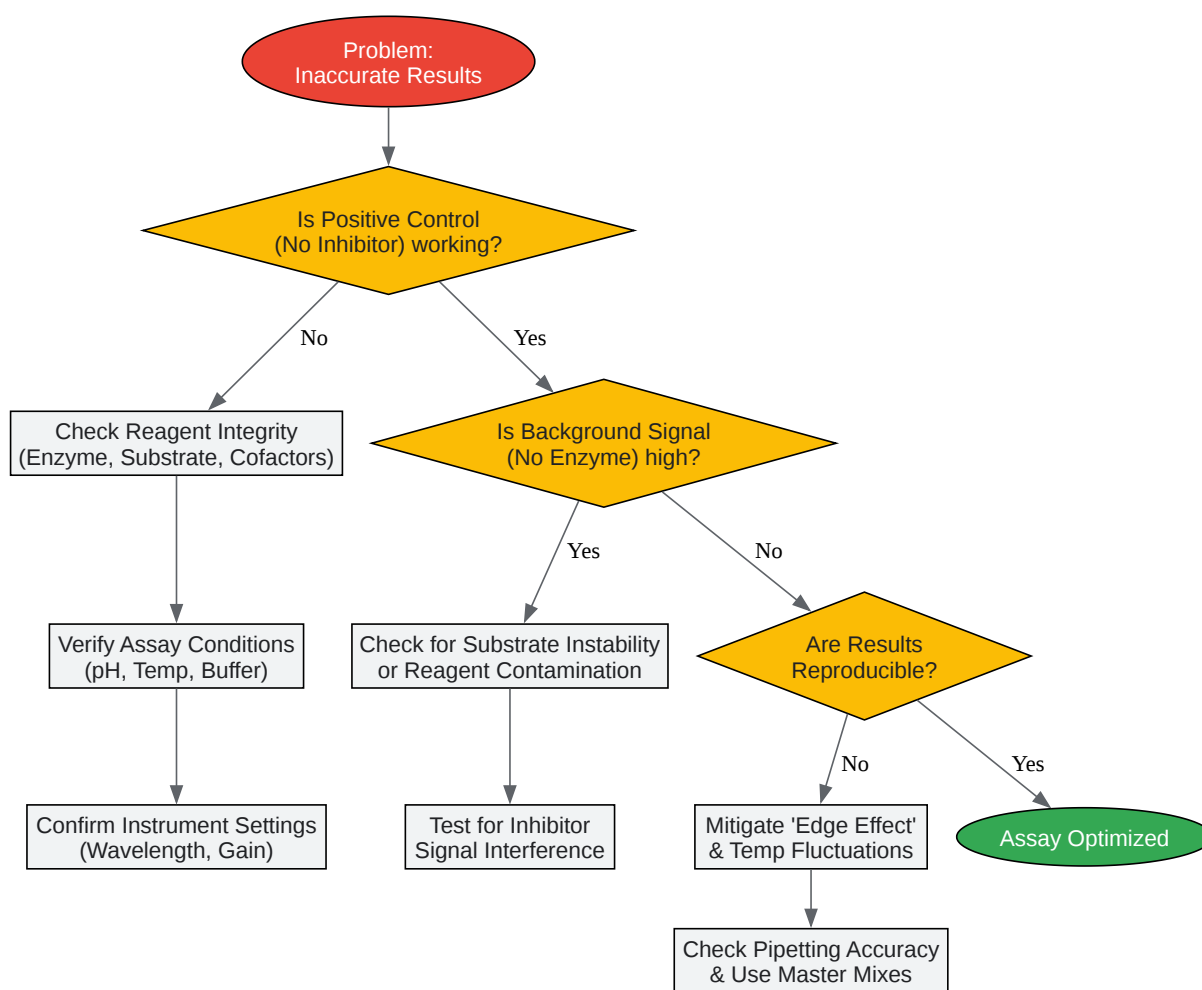 Problem:
Inaccurate Results
Is Positive Control
(No Inhibitor) working?
No
Yes
Check Reagent Integrity
(Enzyme, Substrate, Cofactors)
Is Background Signal
(No Enzyme) high?
Yes
No
Verify Assay Conditions
(pH, Temp, Buffer)
Check for Substrate Instability
or Reagent Contamination
Are Results
Reproducible?
No
Yes
Confirm Instrument Settings
(Wavelength, Gain)
Test for Inhibitor
Signal Interference
Mitigate 'Edge Effect'
& Temp Fluctuations
Assay Optimized
Check Pipetting Accuracy
& Use Master Mixes